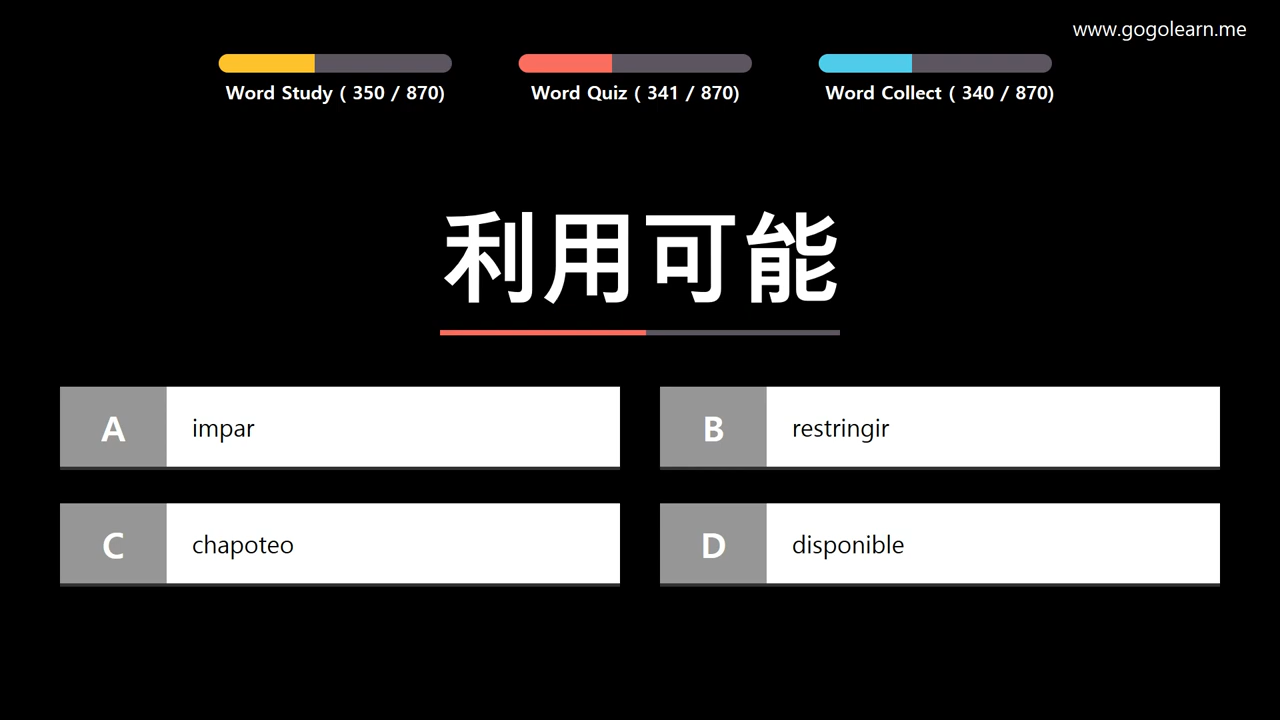 www.gogolearn.me
Word Study ( 350 / 870)
Word Quiz ( 341 / 870)
Word Collect ( 340 / 870)
利用可能
A impar
B restringir
C chapoteo
D disponible